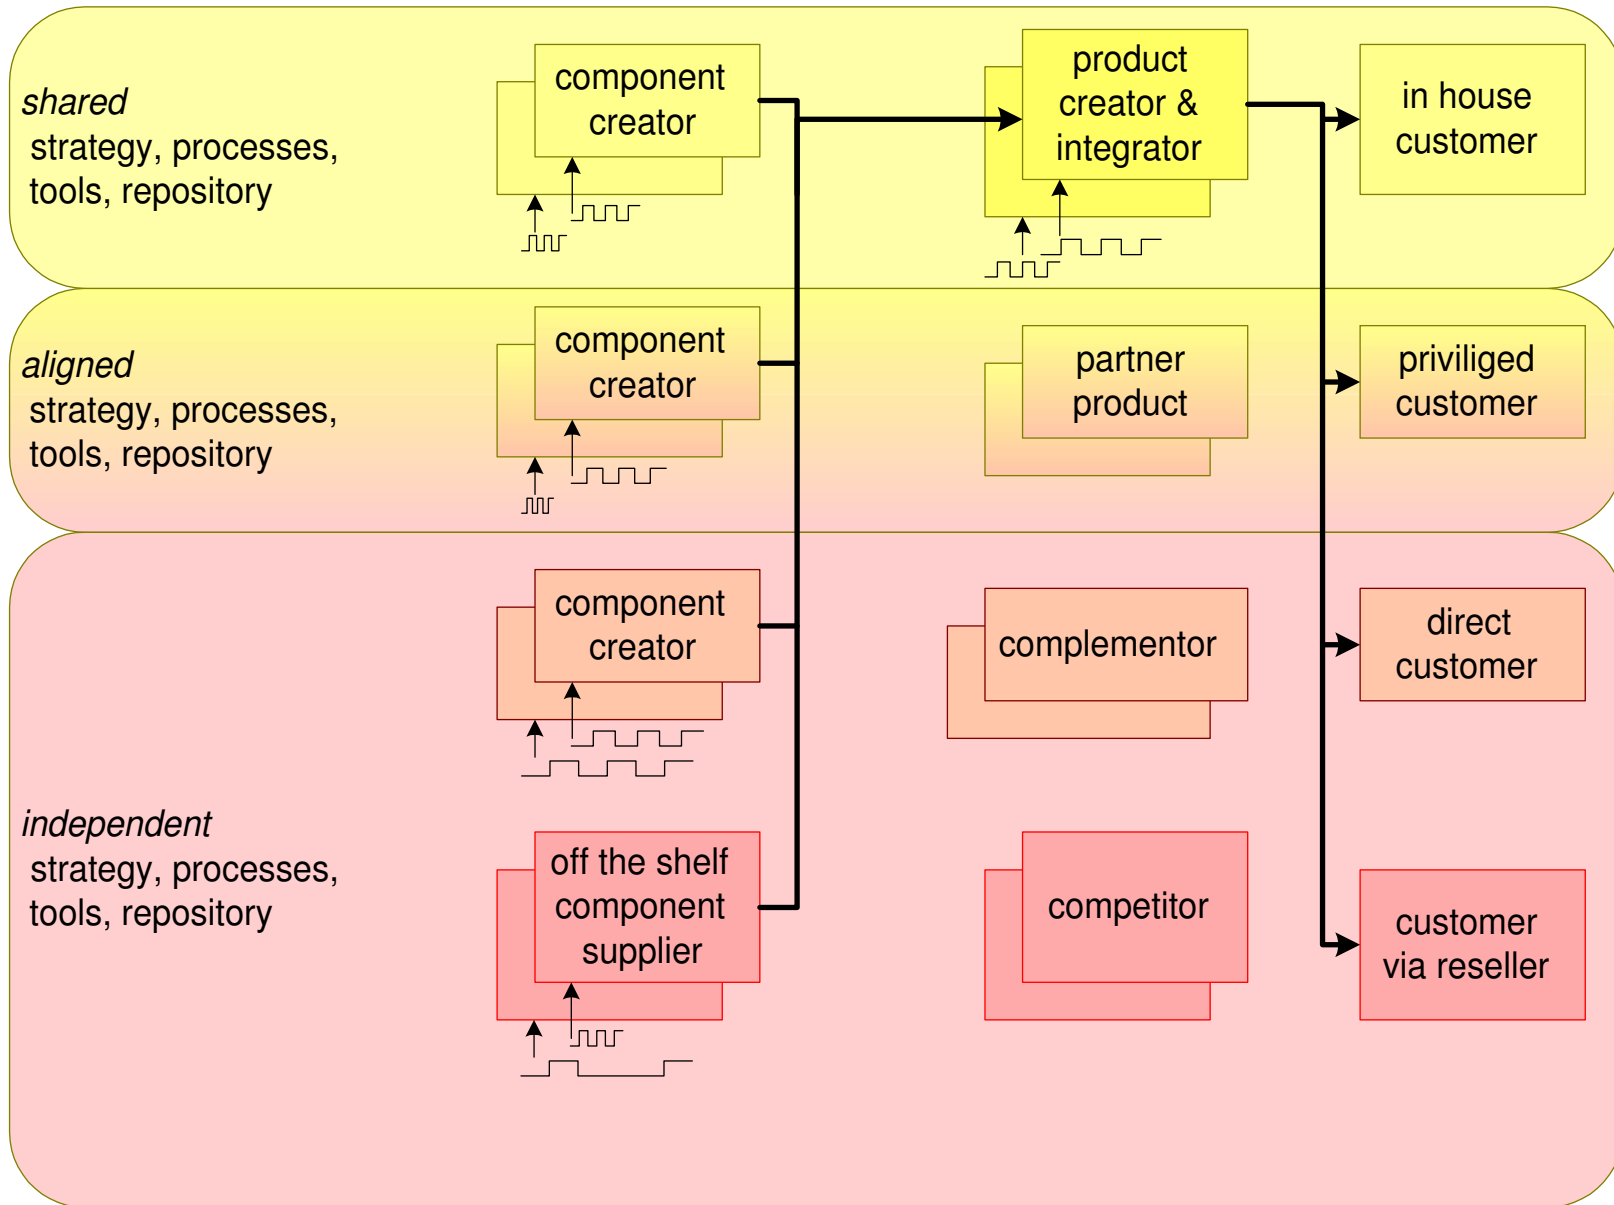 shared
strategy, processes,
tools, repository
component
creator
product
creator &
integrator
in house
customer
aligned
strategy, processes,
tools, repository
component
creator
partner
product
priviliged
customer
independent
strategy, processes,
tools, repository
component
creator
complementor
direct
customer
off the shelf
component
supplier
competitor
customer
via reseller